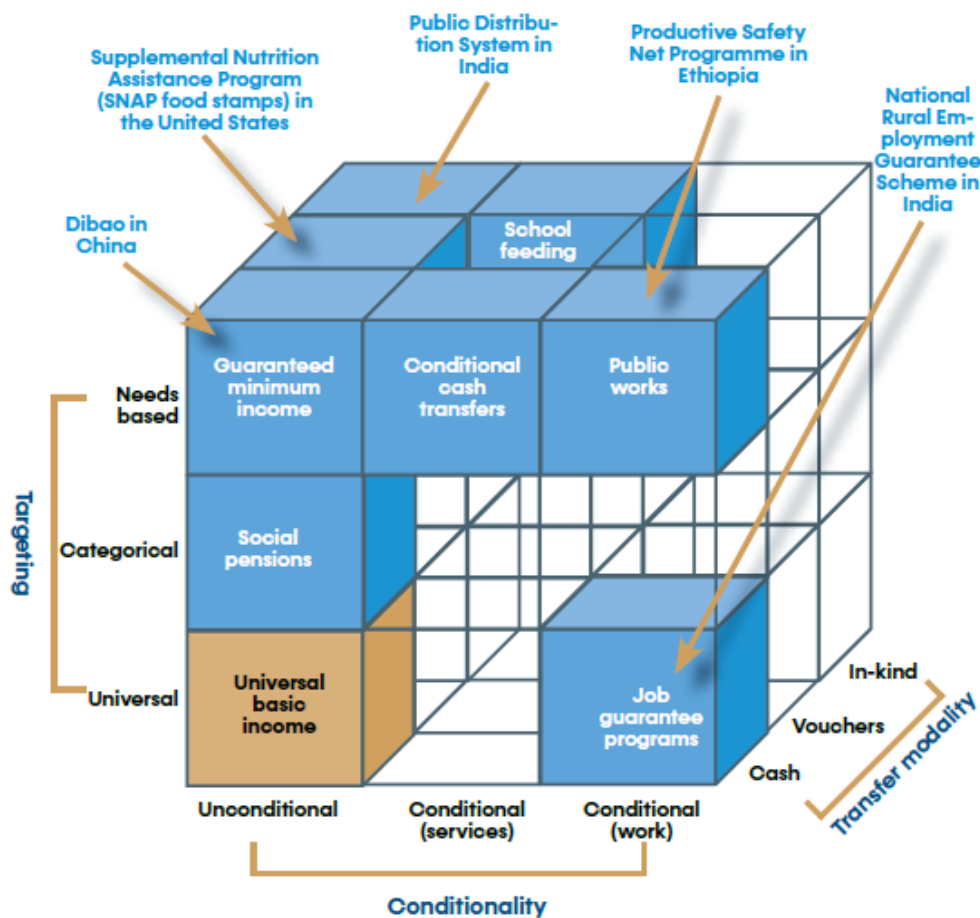 Public Distribu-
tion System in
India
Productive Safety
Net Programme in
Ethiopia
Supplemental Nutrition
Assistance Program
(SNAP food stamps) in
the United States
National
Rural Em-
ployment
Guarantee
Scheme in
India
Dibao in
China
School
feeding
Guaranteed
minimum
income
Conditional
cash
transfers
Public
works
Needs
based
Targeting
Categorical
Social
pensions
Universal
Universal
basic
income
Job
guarantee
programs
In-kind
Vouchers
Cash
Transfer modality
Unconditional
Conditional
(services)
Conditional
(work)
Conditionality